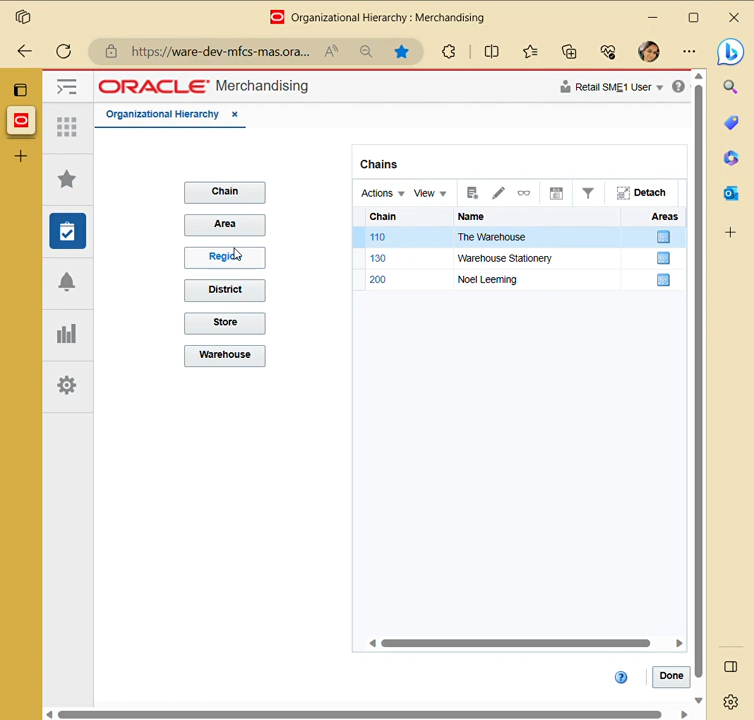 Organizational Hierarchy : Merchandising
https://ware-dev-mfcs-mas.ora...
ORACLE Merchandising
Retail SME1 User
Organizational Hierarchy
Chain
Area
Region
District
Store
Warehouse
Chains
Actions View Detach
Chain Name Areas
110 The Warehouse
130 Warehouse Stationery
200 Noel Leeming
Done